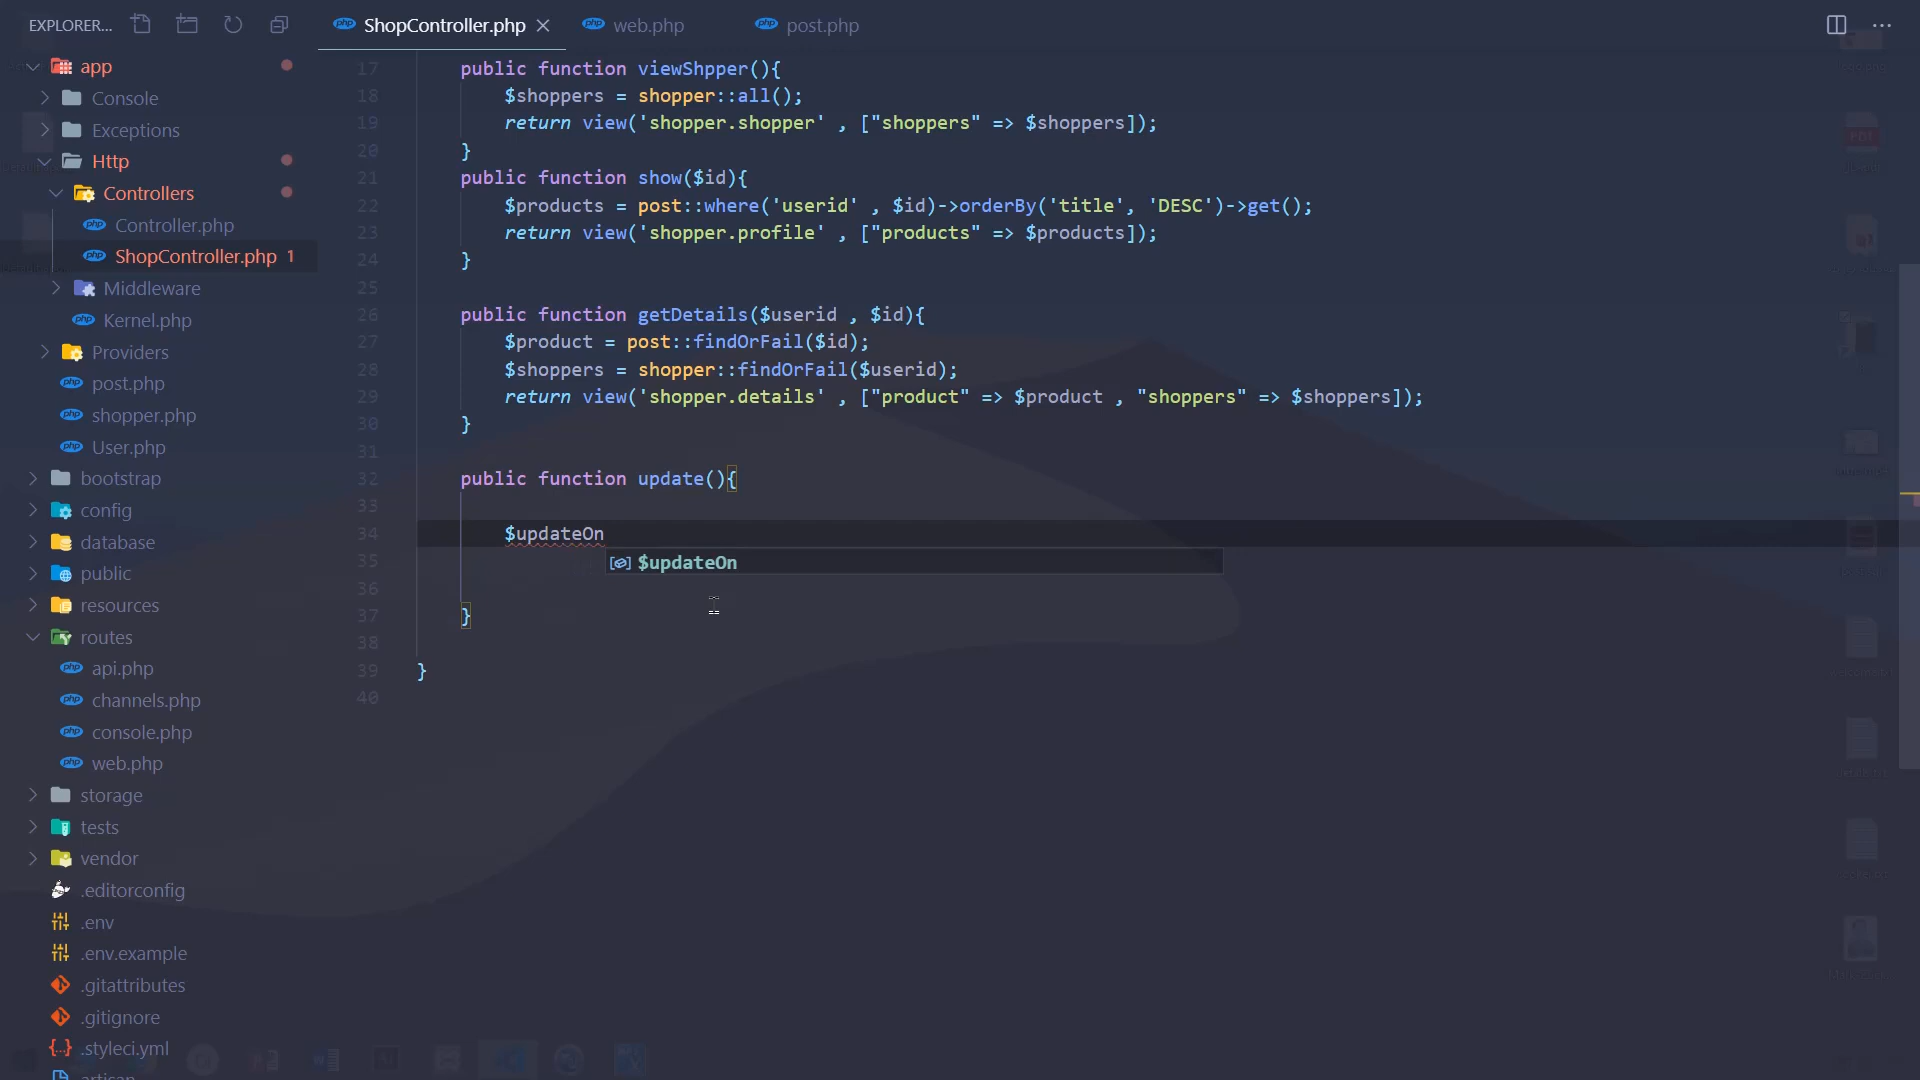 EXPLORER...
ShopController.php
web.php
post.php
app
Console
Exceptions
Http
Controllers
Controller.php
ShopController.php 1
Middleware
Kernel.php
Providers
post.php
shopper.php
User.php
bootstrap
config
database
public
resources
routes
api.php
channels.php
console.php
web.php
storage
tests
vendor
.editorconfig
.env
.env.example
.gitattributes
.gitignore
.styleci.yml
artisan
17 public function viewShpper(){
18 $shoppers = shopper::all();
19 return view('shopper.shopper' , ["shoppers" => $shoppers]);
20 }
21 public function show($id){
22 $products = post::where('userid' , $id)->orderBy('title', 'DESC')->get();
23 return view('shopper.profile' , ["products" => $products]);
24 }
25
26 public function getDetails($userid , $id){
27 $product = post::findOrFail($id);
28 $shoppers = shopper::findOrFail($userid);
29 return view('shopper.details' , ["product" => $product , "shoppers" => $shoppers]);
30 }
31
32 public function update(){
33
34 $updateOn
35 $updateOn
36
37 }
38
39 }
40